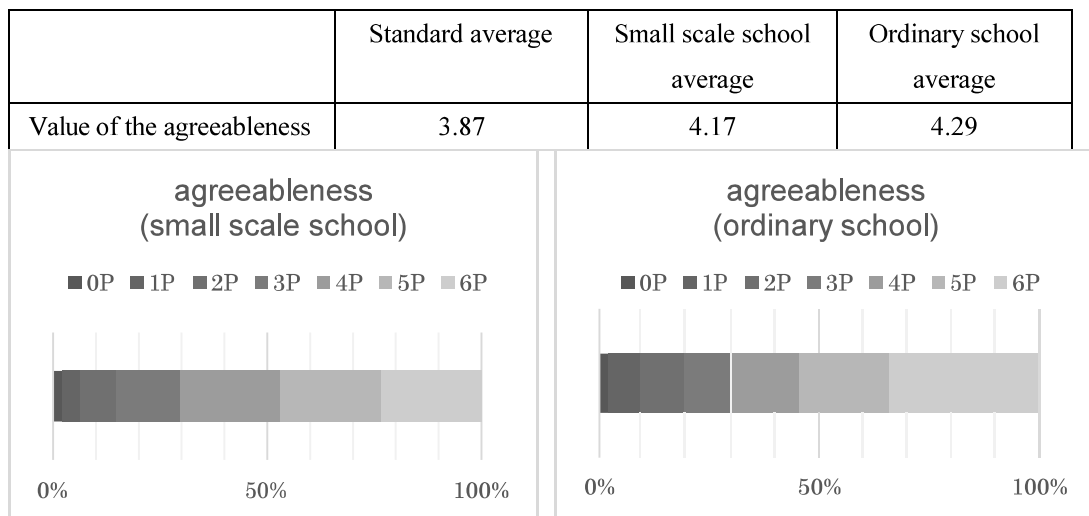 Standard average
Small scale school
average
Ordinary school
average
Value of the agreeableness 3.87 4.17 4.29
agreeableness
(small scale school)
0P 1P 2P 3P 4P 5P 6P
0% 50% 100%
agreeableness
(ordinary school)
0P 1P 2P 3P 4P 5P 6P
0% 50% 100%